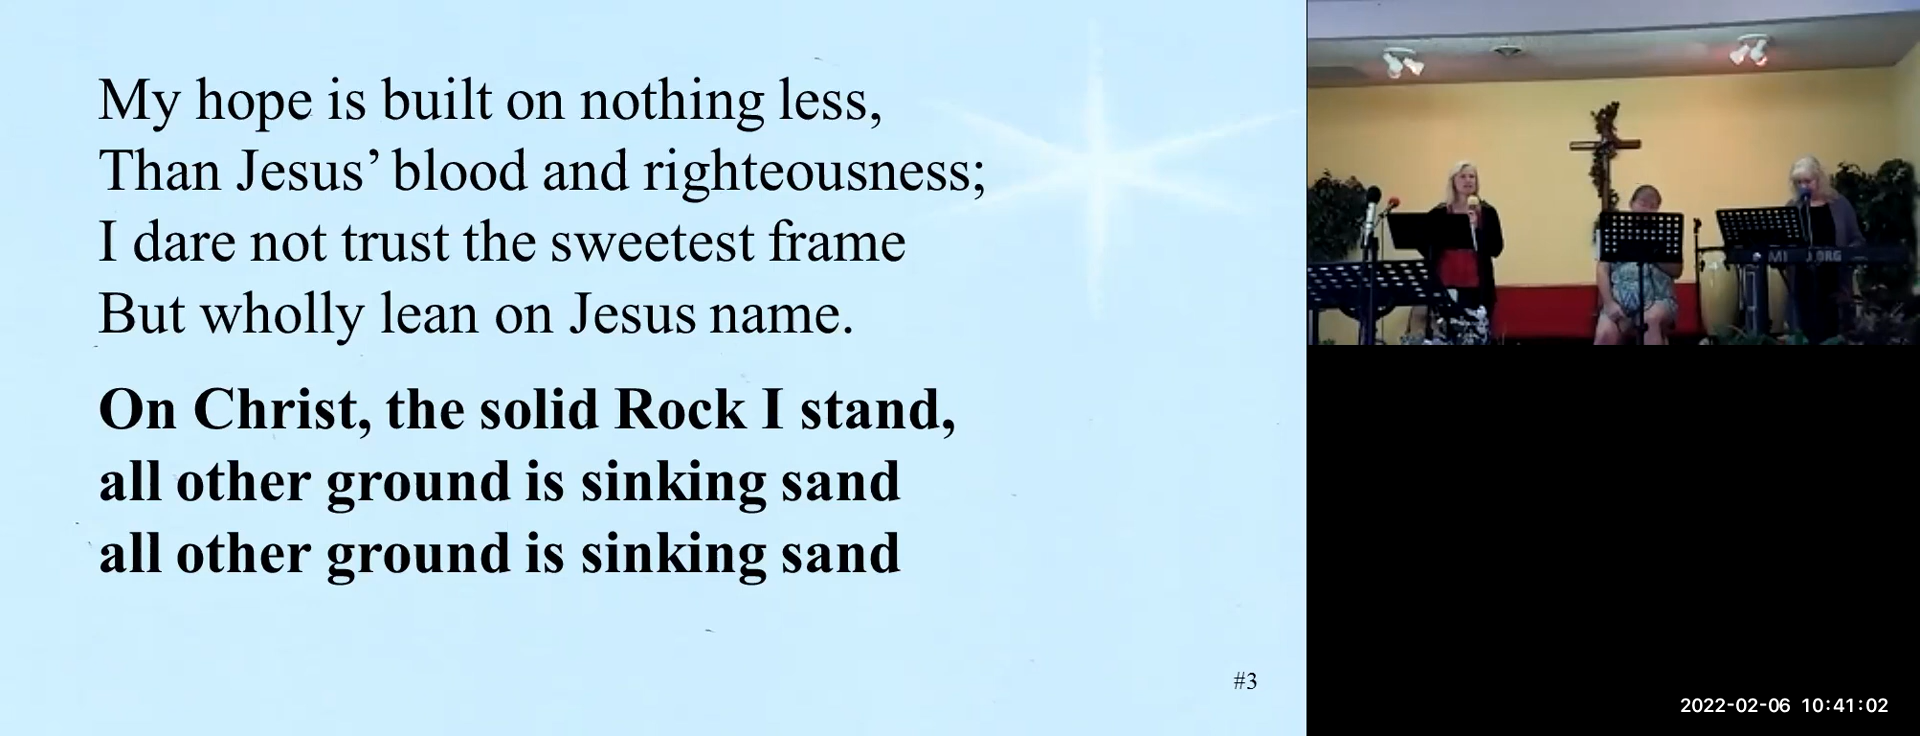 My hope is built on nothing less,
Than Jesus’ blood and righteousness;
I dare not trust the sweetest frame
But wholly lean on Jesus name.
On Christ, the solid Rock I stand,
all other ground is sinking sand
all other ground is sinking sand
#3
2022-02-06 10:41:02